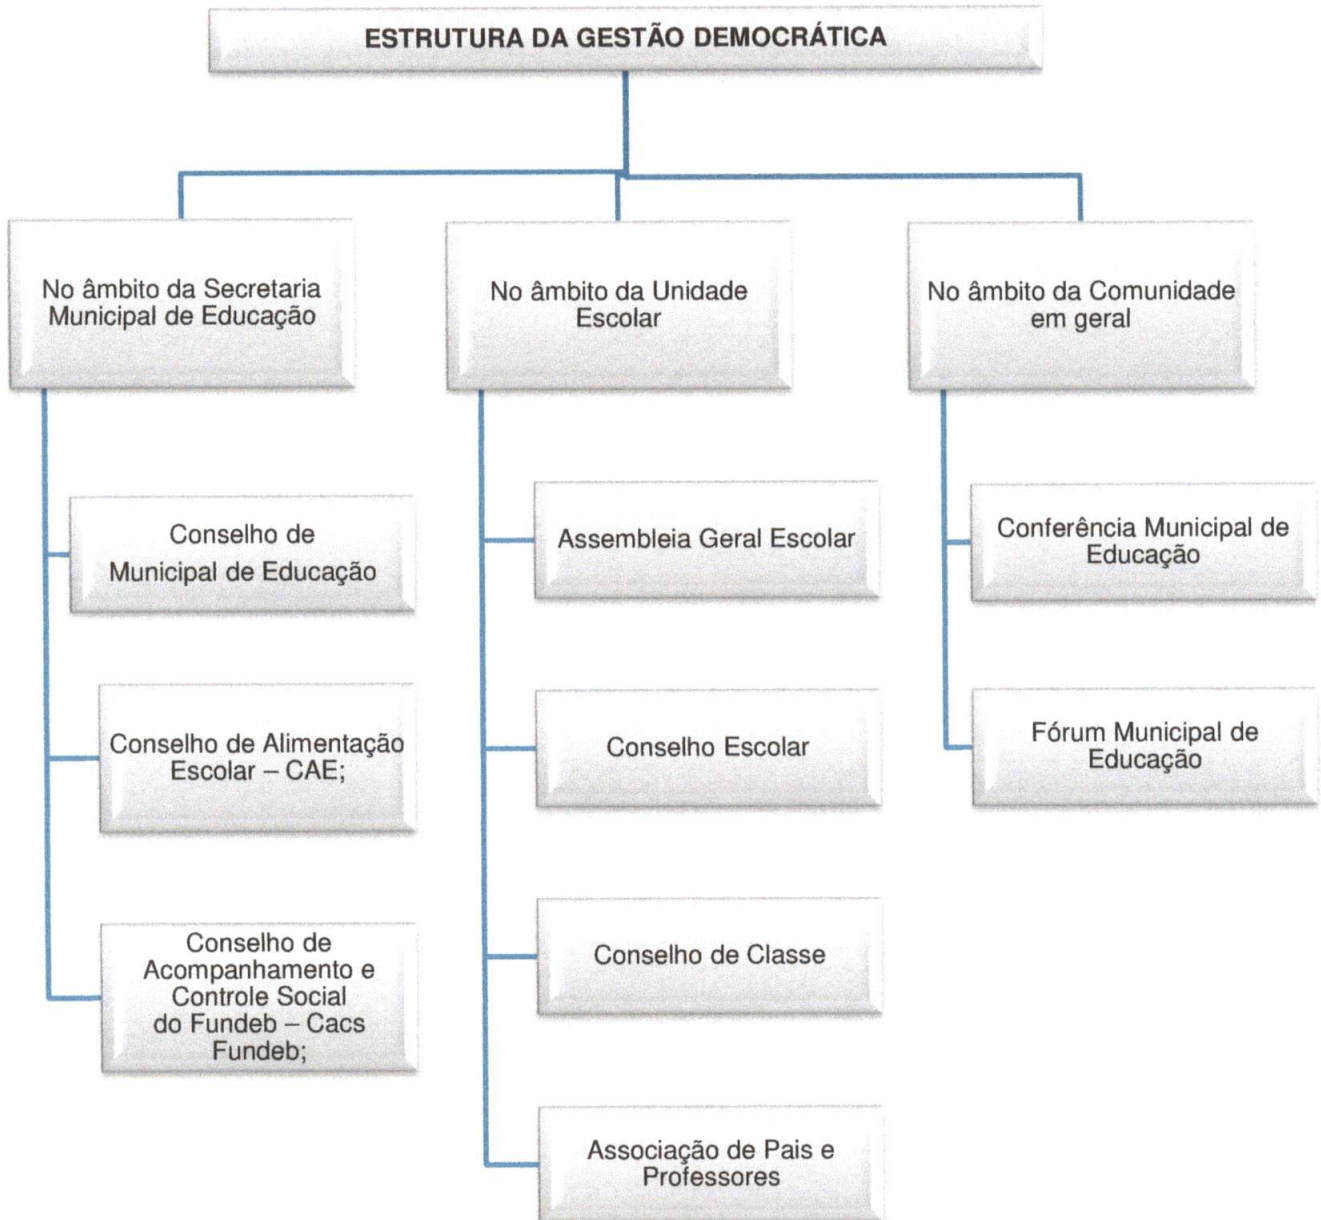 ESTRUTURA DA GESTÃO DEMOCRÁTICA
No âmbito da Secretaria
Municipal de Educação
Conselho de
Municipal de Educação
Conselho de Alimentação
Escolar – CAE;
Conselho de
Acompanhamento e
Controle Social
do Fundeb – Cacs
Fundeb;
No âmbito da Unidade
Escolar
Assembleia Geral Escolar
Conselho Escolar
Conselho de Classe
Associação de Pais e
Professores
No âmbito da Comunidade
em geral
Conferência Municipal de
Educação
Fórum Municipal de
Educação